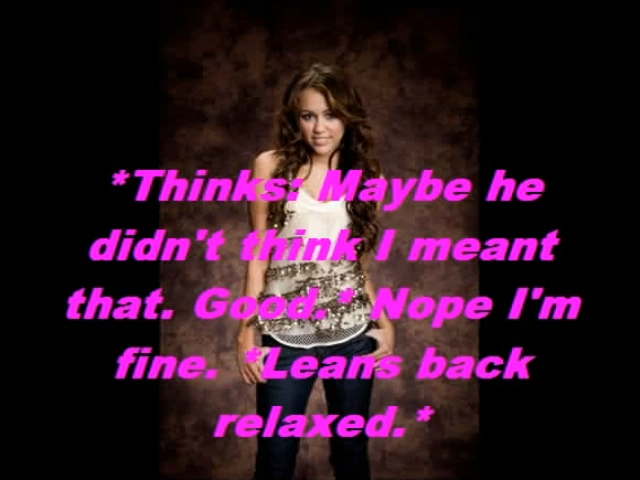 *Thinks: Maybe he
didn't think I meant
that. Good.* Nope I'm
fine. *Leans back
relaxed.*